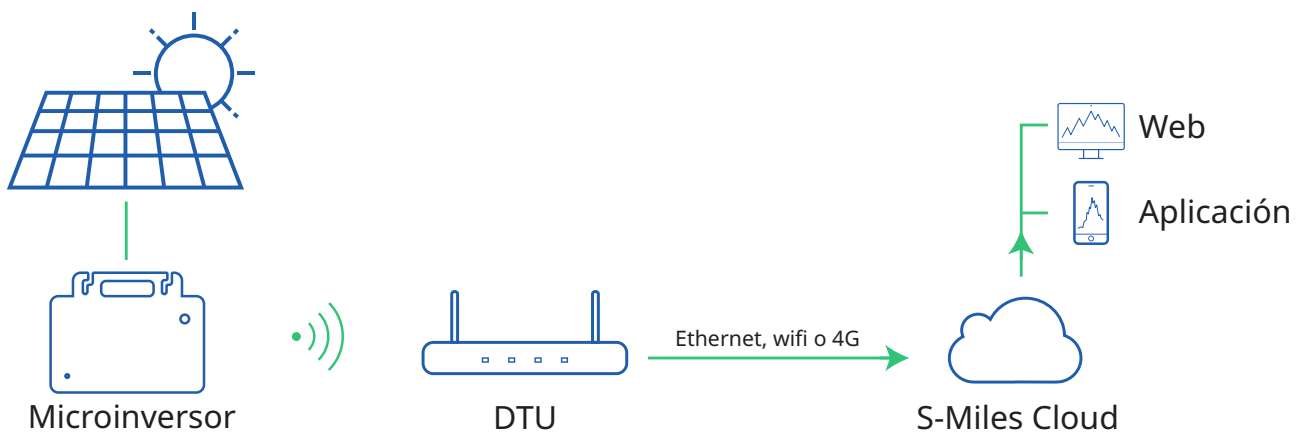 Web
Aplicación
Ethernet, wifi o 4G
Microinversor
DTU
S-Miles Cloud